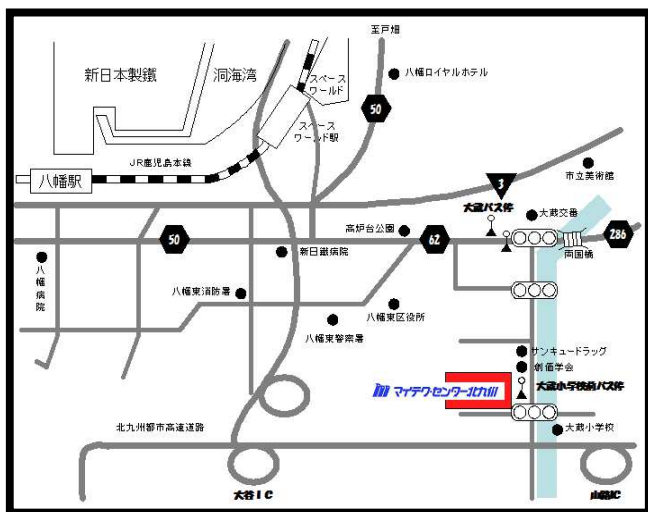 至戸畑
新日本製鐵
洞海湾
スペース
ワールド
八幡ロイヤルホテル
50
スペース
ワールド駅
JR鹿児島本線
八幡駅
3
市立美術館
大蔵バス停
大蔵交番
高炉台公園
50
62
286
両国橋
新日鐵病院
八幡病院
八幡東消防署
八幡東区役所
八幡東警察署
サンキュードラッグ
創価学会
マイテク・センター北九州
大蔵小学校前バス停
北九州都市高速道路
大蔵小学校
大谷IC
山路IC